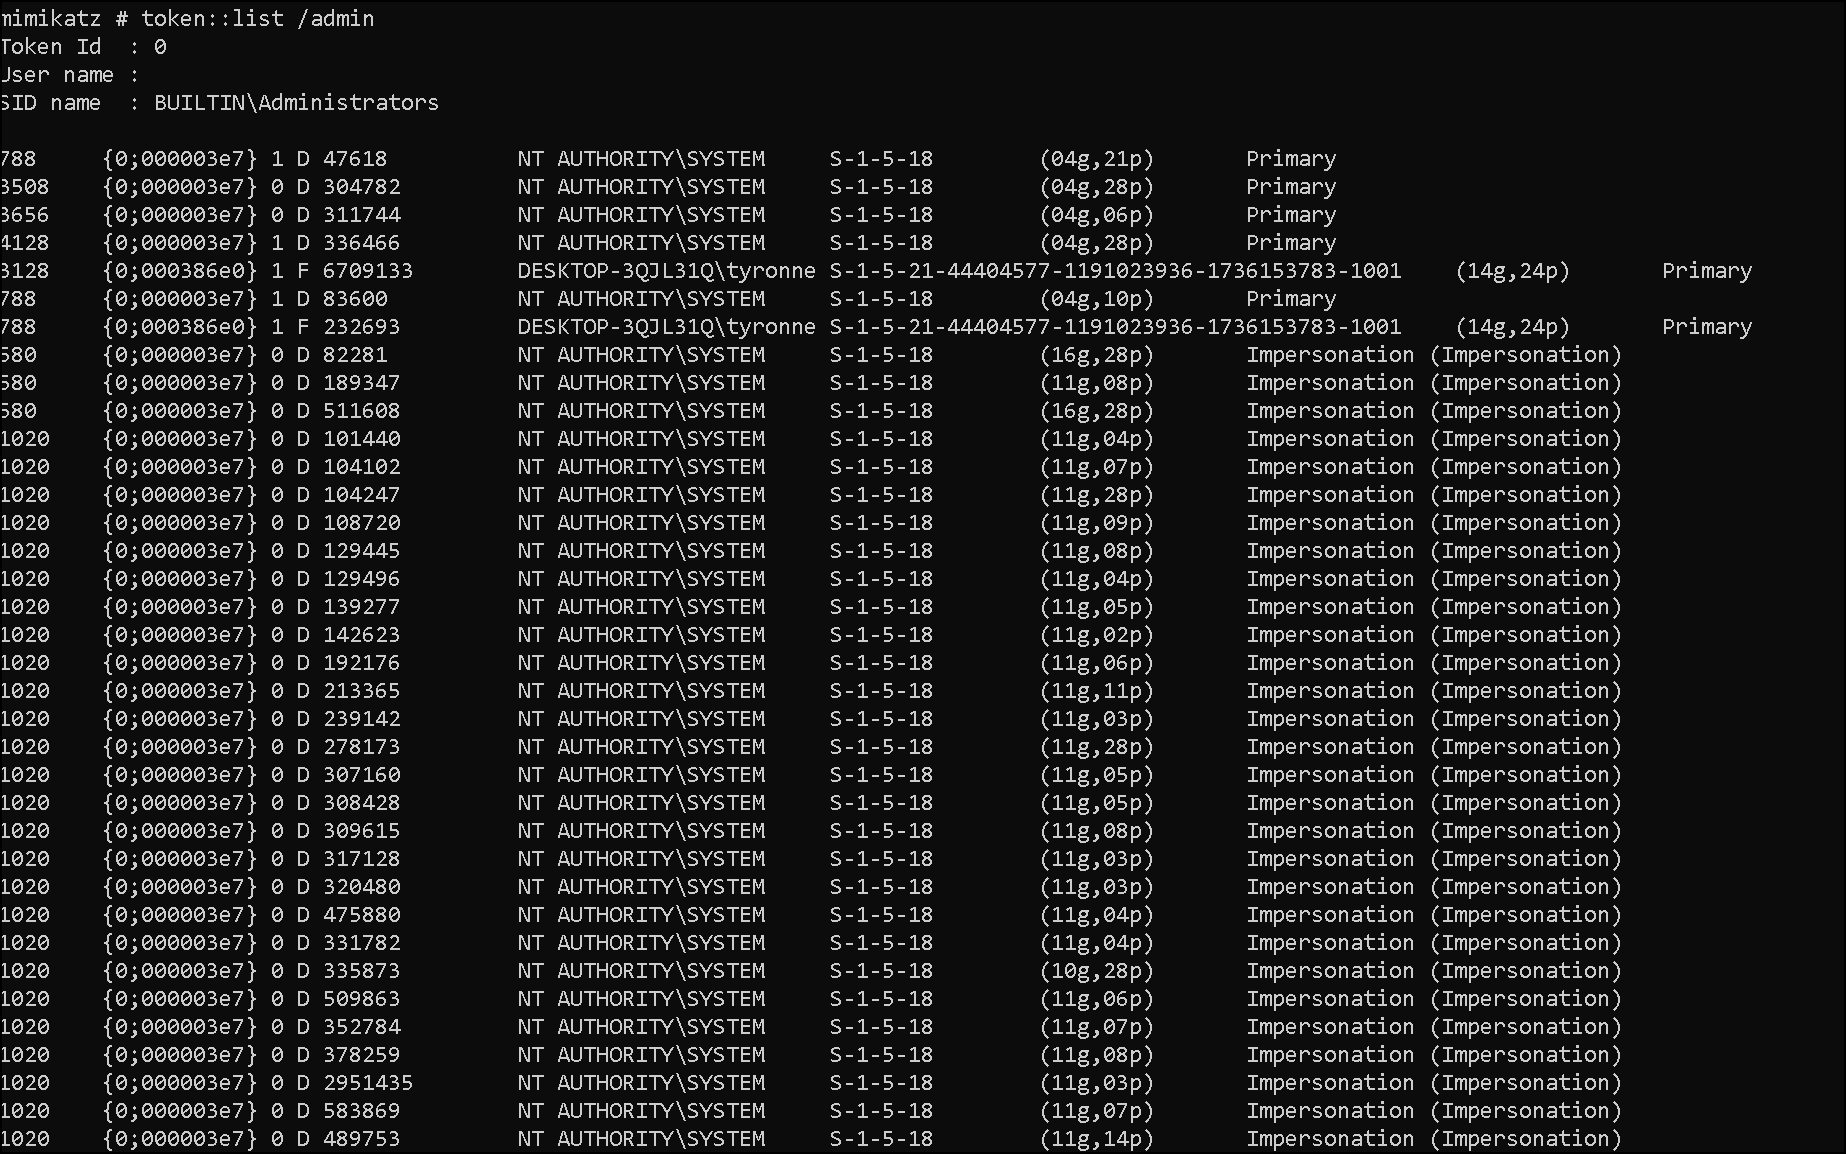 mimikatz # token::list /admin
Token Id  : 0
User name :
SID name  : BUILTIN\Administrators
788 {0;000003e7} 1 D 47618 NT AUTHORITY\SYSTEM S-1-5-18 (04g,21p) Primary
3508 {0;000003e7} 0 D 304782 NT AUTHORITY\SYSTEM S-1-5-18 (04g,28p) Primary
3656 {0;000003e7} 0 D 311744 NT AUTHORITY\SYSTEM S-1-5-18 (04g,06p) Primary
4128 {0;000003e7} 1 D 336466 NT AUTHORITY\SYSTEM S-1-5-18 (04g,28p) Primary
3128 {0;000386e0} 1 F 6709133 DESKTOP-3QJL31Q\tyronne S-1-5-21-44404577-1191023936-1736153783-1001 (14g,24p) Primary
788 {0;000003e7} 1 D 83600 NT AUTHORITY\SYSTEM S-1-5-18 (04g,10p) Primary
788 {0;000386e0} 1 F 232693 DESKTOP-3QJL31Q\tyronne S-1-5-21-44404577-1191023936-1736153783-1001 (14g,24p) Primary
580 {0;000003e7} 0 D 82281 NT AUTHORITY\SYSTEM S-1-5-18 (16g,28p) Impersonation (Impersonation)
580 {0;000003e7} 0 D 189347 NT AUTHORITY\SYSTEM S-1-5-18 (11g,08p) Impersonation (Impersonation)
580 {0;000003e7} 0 D 511608 NT AUTHORITY\SYSTEM S-1-5-18 (16g,28p) Impersonation (Impersonation)
1020 {0;000003e7} 0 D 101440 NT AUTHORITY\SYSTEM S-1-5-18 (11g,04p) Impersonation (Impersonation)
1020 {0;000003e7} 0 D 104102 NT AUTHORITY\SYSTEM S-1-5-18 (11g,07p) Impersonation (Impersonation)
1020 {0;000003e7} 0 D 104247 NT AUTHORITY\SYSTEM S-1-5-18 (11g,28p) Impersonation (Impersonation)
1020 {0;000003e7} 0 D 108720 NT AUTHORITY\SYSTEM S-1-5-18 (11g,09p) Impersonation (Impersonation)
1020 {0;000003e7} 0 D 129445 NT AUTHORITY\SYSTEM S-1-5-18 (11g,08p) Impersonation (Impersonation)
1020 {0;000003e7} 0 D 129496 NT AUTHORITY\SYSTEM S-1-5-18 (11g,04p) Impersonation (Impersonation)
1020 {0;000003e7} 0 D 139277 NT AUTHORITY\SYSTEM S-1-5-18 (11g,05p) Impersonation (Impersonation)
1020 {0;000003e7} 0 D 142623 NT AUTHORITY\SYSTEM S-1-5-18 (11g,02p) Impersonation (Impersonation)
1020 {0;000003e7} 0 D 192176 NT AUTHORITY\SYSTEM S-1-5-18 (11g,06p) Impersonation (Impersonation)
1020 {0;000003e7} 0 D 213365 NT AUTHORITY\SYSTEM S-1-5-18 (11g,11p) Impersonation (Impersonation)
1020 {0;000003e7} 0 D 239142 NT AUTHORITY\SYSTEM S-1-5-18 (11g,03p) Impersonation (Impersonation)
1020 {0;000003e7} 0 D 278173 NT AUTHORITY\SYSTEM S-1-5-18 (11g,28p) Impersonation (Impersonation)
1020 {0;000003e7} 0 D 307160 NT AUTHORITY\SYSTEM S-1-5-18 (11g,05p) Impersonation (Impersonation)
1020 {0;000003e7} 0 D 308428 NT AUTHORITY\SYSTEM S-1-5-18 (11g,05p) Impersonation (Impersonation)
1020 {0;000003e7} 0 D 309615 NT AUTHORITY\SYSTEM S-1-5-18 (11g,08p) Impersonation (Impersonation)
1020 {0;000003e7} 0 D 317128 NT AUTHORITY\SYSTEM S-1-5-18 (11g,03p) Impersonation (Impersonation)
1020 {0;000003e7} 0 D 320480 NT AUTHORITY\SYSTEM S-1-5-18 (11g,03p) Impersonation (Impersonation)
1020 {0;000003e7} 0 D 475880 NT AUTHORITY\SYSTEM S-1-5-18 (11g,04p) Impersonation (Impersonation)
1020 {0;000003e7} 0 D 331782 NT AUTHORITY\SYSTEM S-1-5-18 (11g,04p) Impersonation (Impersonation)
1020 {0;000003e7} 0 D 335873 NT AUTHORITY\SYSTEM S-1-5-18 (10g,28p) Impersonation (Impersonation)
1020 {0;000003e7} 0 D 509863 NT AUTHORITY\SYSTEM S-1-5-18 (11g,06p) Impersonation (Impersonation)
1020 {0;000003e7} 0 D 352784 NT AUTHORITY\SYSTEM S-1-5-18 (11g,07p) Impersonation (Impersonation)
1020 {0;000003e7} 0 D 378259 NT AUTHORITY\SYSTEM S-1-5-18 (11g,08p) Impersonation (Impersonation)
1020 {0;000003e7} 0 D 2951435 NT AUTHORITY\SYSTEM S-1-5-18 (11g,03p) Impersonation (Impersonation)
1020 {0;000003e7} 0 D 583869 NT AUTHORITY\SYSTEM S-1-5-18 (11g,07p) Impersonation (Impersonation)
1020 {0;000003e7} 0 D 489753 NT AUTHORITY\SYSTEM S-1-5-18 (11g,14p) Impersonation (Impersonation)